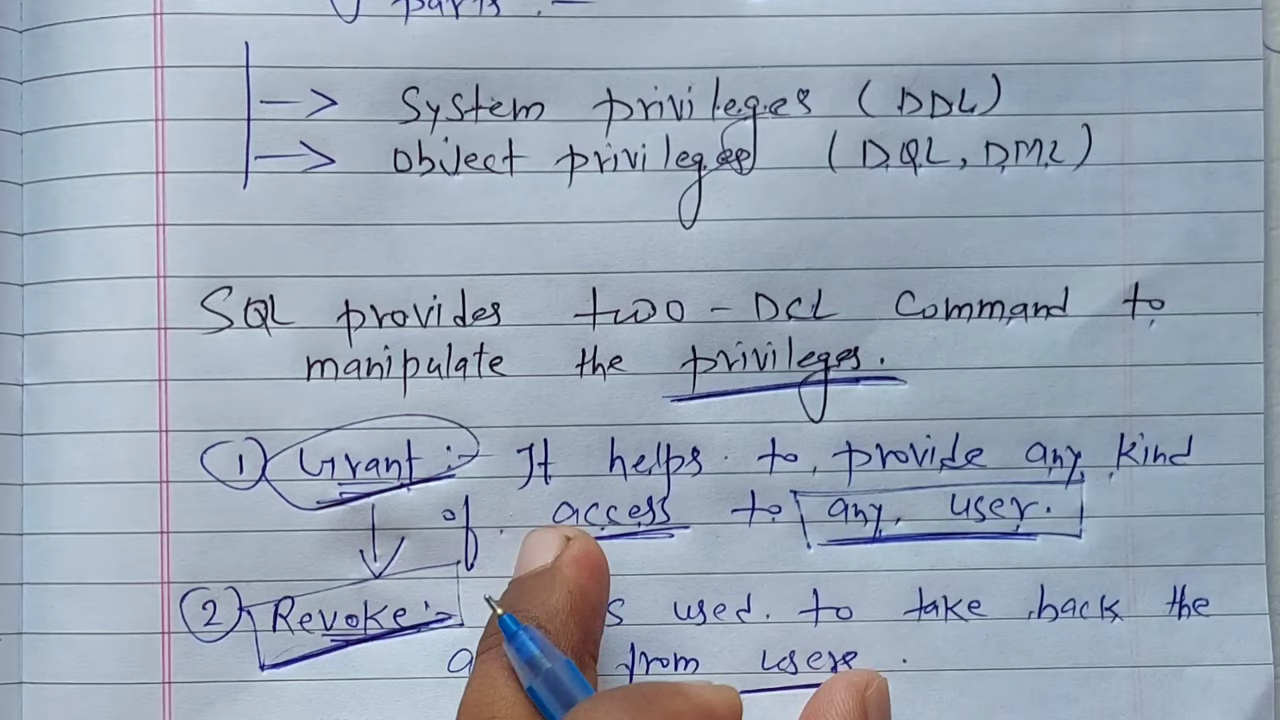 parts :-
—> System privileges (DDL)
—> Object privileges (DQL, DML)
SQL provides two - DCL Command to
manipulate the privileges.
① Grant :- It helps to provide any kind
of access to any user.
② Revoke :- used to take back the
from users.